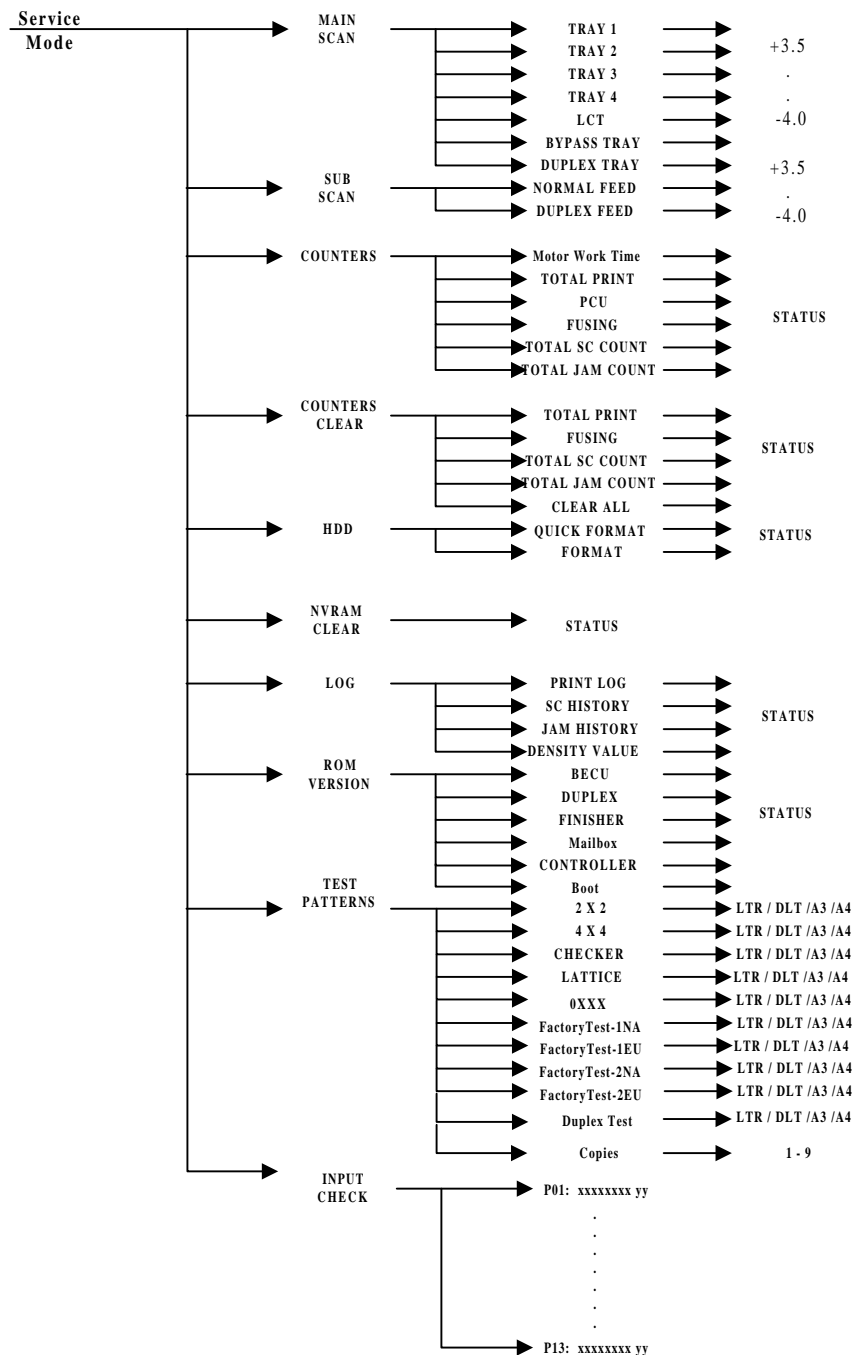 Service
Mode
MAIN
SCAN
TRAY 1
TRAY 2
TRAY 3
TRAY 4
LCT
BYPASS TRAY
DUPLEX TRAY
+3.5
.
.
-4.0
SUB
SCAN
NORMAL FEED
DUPLEX FEED
+3.5
.
-4.0
COUNTERS
Motor Work Time
TOTAL PRINT
PCU
FUSING
TOTAL SC COUNT
TOTAL JAM COUNT
STATUS
COUNTERS
CLEAR
TOTAL PRINT
FUSING
TOTAL SC COUNT
TOTAL JAM COUNT
CLEAR ALL
STATUS
HDD
QUICK FORMAT
FORMAT
STATUS
NVRAM
CLEAR
STATUS
LOG
PRINT LOG
SC HISTORY
JAM HISTORY
DENSITY VALUE
STATUS
ROM
VERSION
BECU
DUPLEX
FINISHER
Mailbox
CONTROLLER
Boot
STATUS
TEST
PATTERNS
2 X 2 LTR / DLT /A3 /A4
4 X 4 LTR / DLT /A3 /A4
CHECKER LTR / DLT /A3 /A4
LATTICE LTR / DLT /A3 /A4
0XXX LTR / DLT /A3 /A4
FactoryTest-1NA LTR / DLT /A3 /A4
FactoryTest-1EU LTR / DLT /A3 /A4
FactoryTest-2NA LTR / DLT /A3 /A4
FactoryTest-2EU LTR / DLT /A3 /A4
Duplex Test LTR / DLT /A3 /A4
Copies 1 - 9
INPUT
CHECK
P01: xxxxxxxx yy
.
.
.
.
.
.
.
P13: xxxxxxxx yy